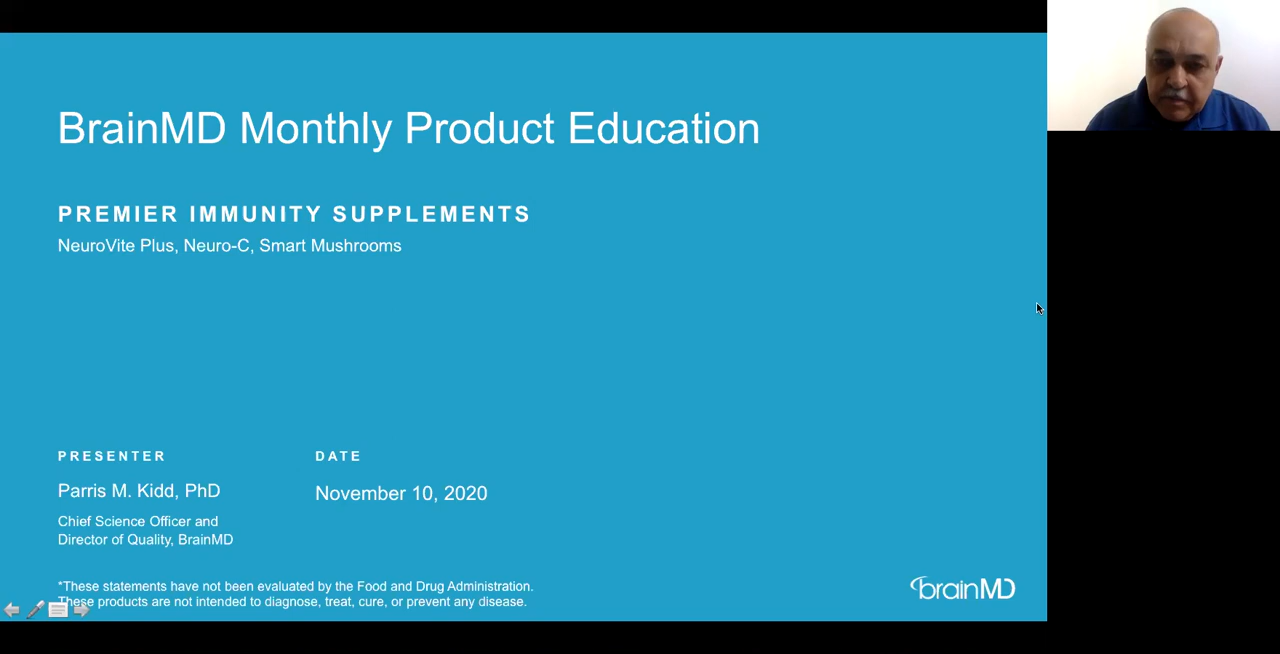 BrainMD Monthly Product Education
PREMIER IMMUNITY SUPPLEMENTS
NeuroVite Plus, Neuro-C, Smart Mushrooms
PRESENTER
Parris M. Kidd, PhD
Chief Science Officer and
Director of Quality, BrainMD
DATE
November 10, 2020
*These statements have not been evaluated by the Food and Drug Administration.
These products are not intended to diagnose, treat, cure, or prevent any disease.
brainMD